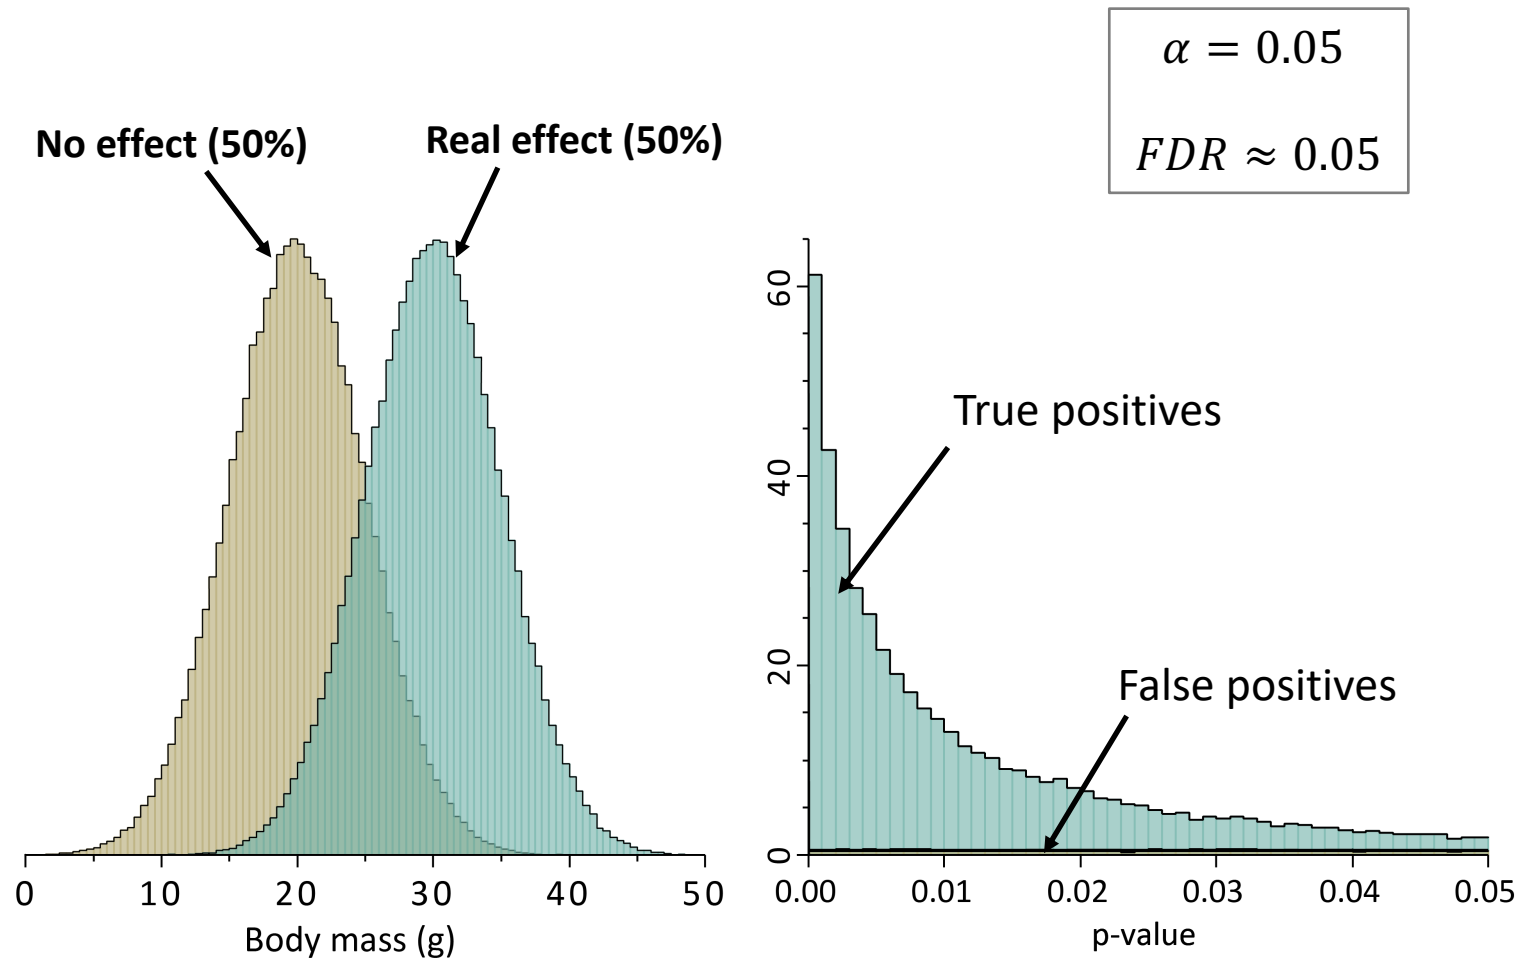 α = 0.05
FDR ≈ 0.05
No effect (50%)
Real effect (50%)
0 10 20 30 40 50
Body mass (g)
60
40
20
0
True positives
False positives
0.00 0.01 0.02 0.03 0.04 0.05
p-value